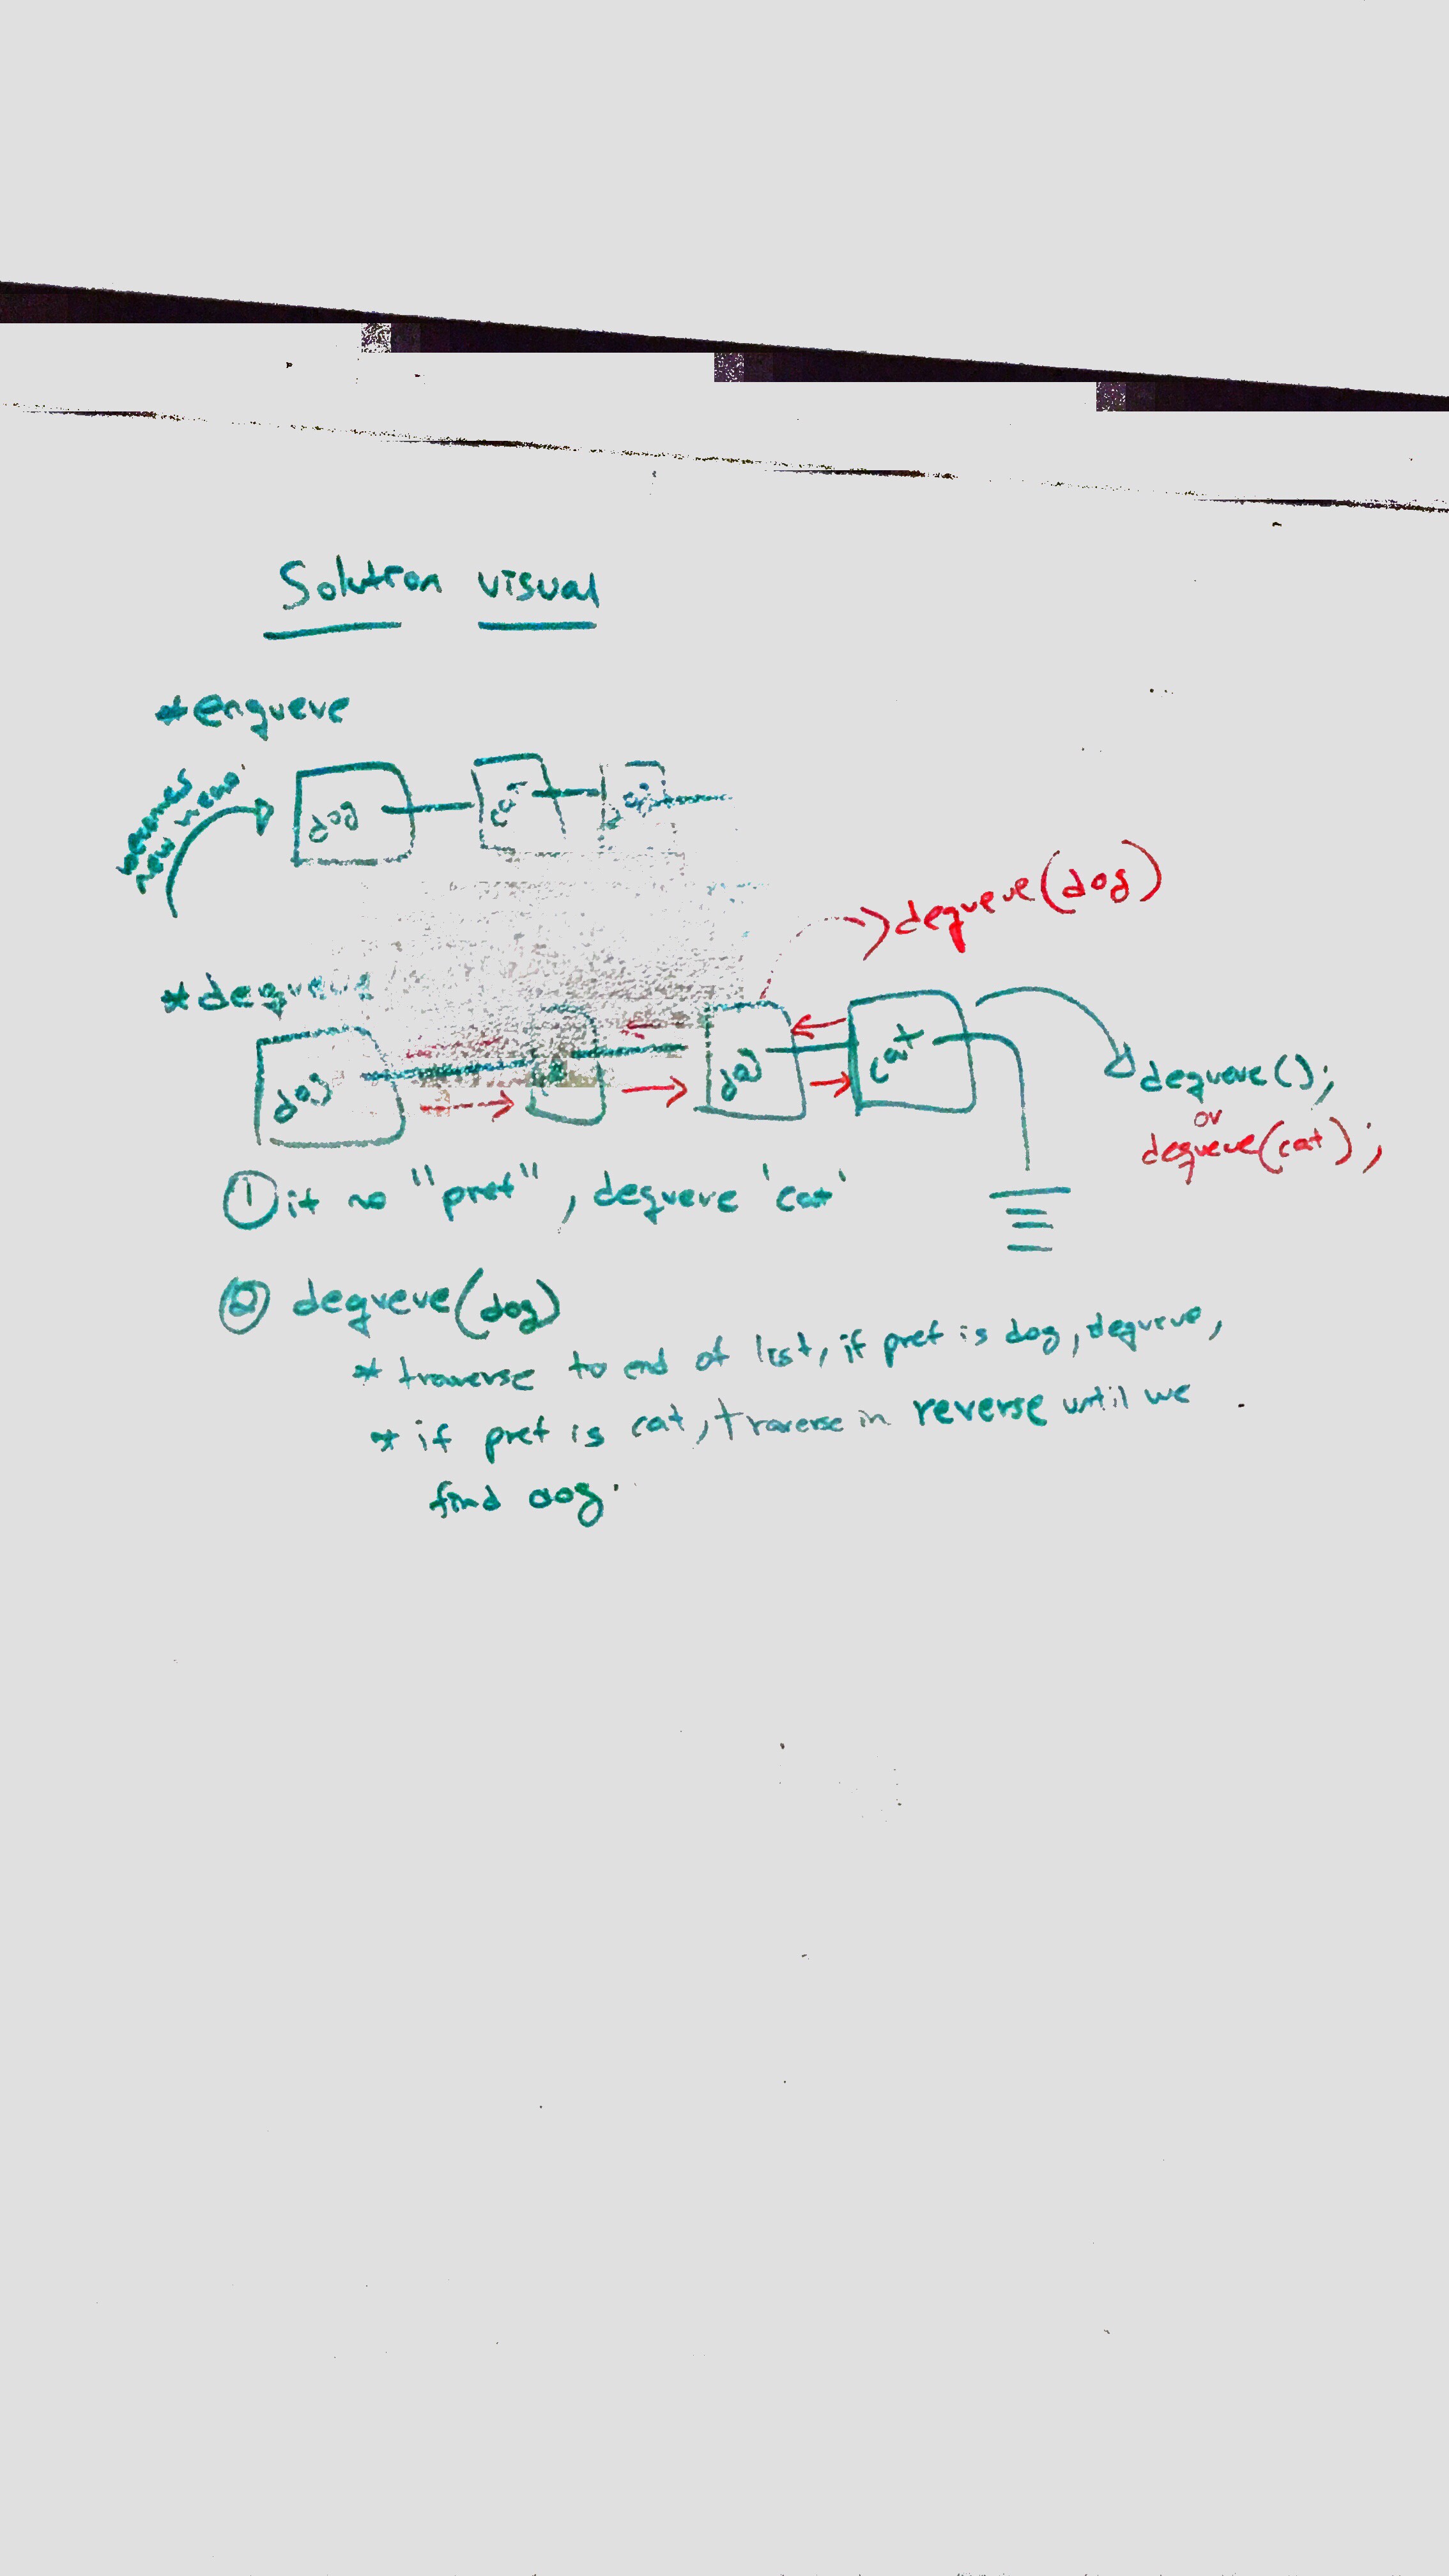 Solution visual
*enqueue
becomes
new head
dog cat dog
dequeue(dog)
*dequeue
dog dog cat
dequeue();
or
dequeue(cat);
① if no "pref", dequeue 'cat'
② dequeue(dog)
* traverse to end of list, if pref is dog, dequeue,
* if pref is cat, traverse in reverse until we
find dog.